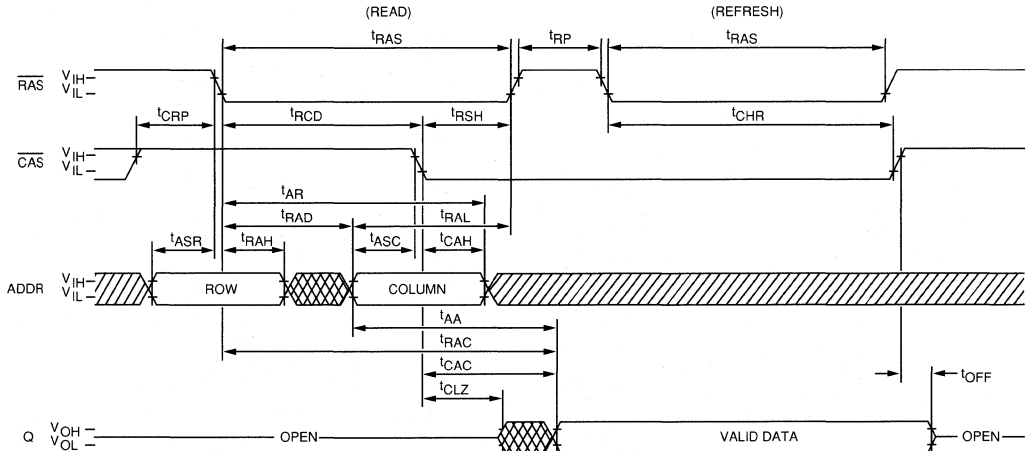 (READ) (REFRESH)
tRAS tRP tRAS
RAS VIH
VIL
tCRP tRCD tRSH tCHR
CAS VIH
VIL
tAR
tRAD tRAL
tASR tRAH tASC tCAH
ADDR VIH
VIL
ROW COLUMN
tAA
tRAC
tCAC
tCLZ tOFF
Q VOH
VOL
OPEN VALID DATA OPEN